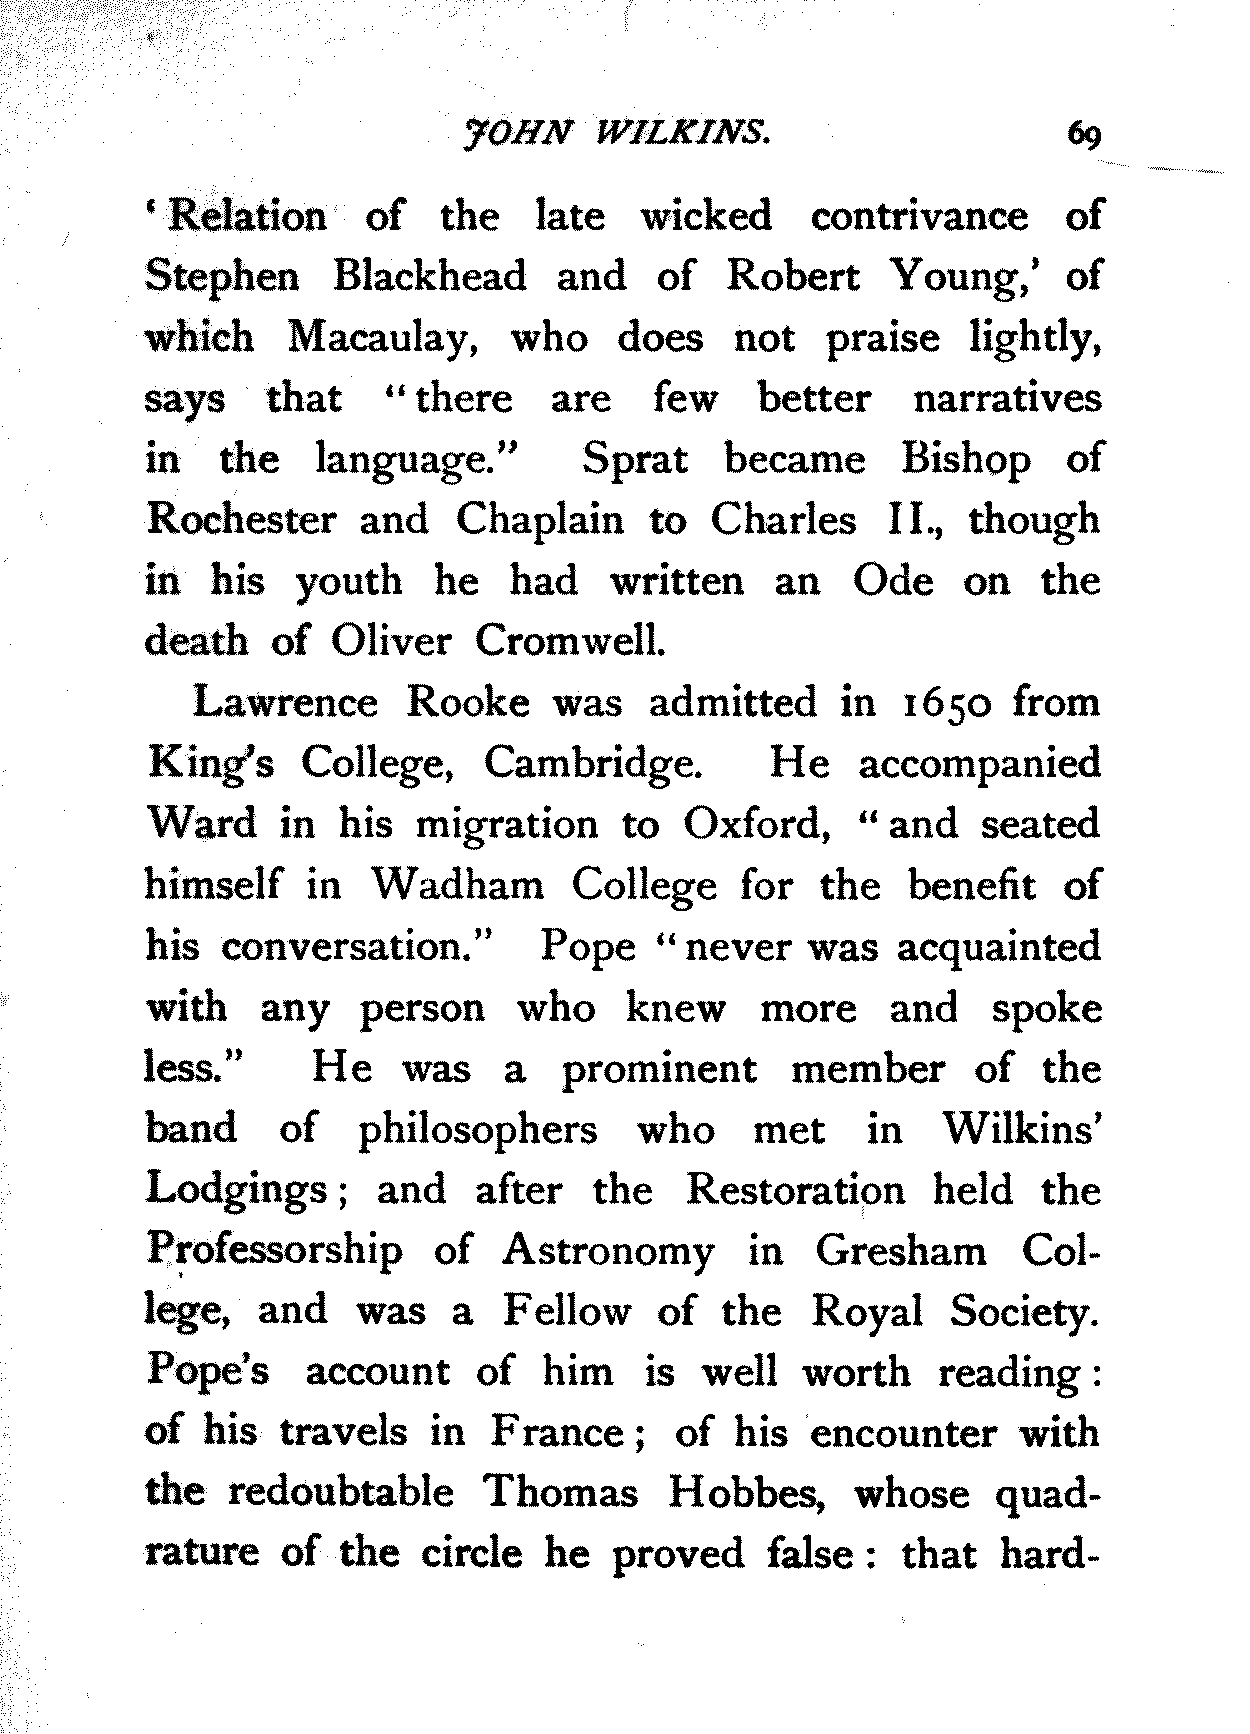 JOHN WILKINS. 69
‘ Relation of the late wicked contrivance of
Stephen Blackhead and of Robert Young,’ of
which Macaulay, who does not praise lightly,
says that “there are few better narratives
in the language.” Sprat became Bishop of
Rochester and Chaplain to Charles II., though
in his youth he had written an Ode on the
death of Oliver Cromwell.
Lawrence Rooke was admitted in 1650 from
King’s College, Cambridge. He accompanied
Ward in his migration to Oxford, “and seated
himself in Wadham College for the benefit of
his conversation.” Pope “never was acquainted
with any person who knew more and spoke
less.” He was a prominent member of the
band of philosophers who met in Wilkins’
Lodgings; and after the Restoration held the
Professorship of Astronomy in Gresham Col-
lege, and was a Fellow of the Royal Society.
Pope’s account of him is well worth reading:
of his travels in France; of his encounter with
the redoubtable Thomas Hobbes, whose quad-
rature of the circle he proved false: that hard-